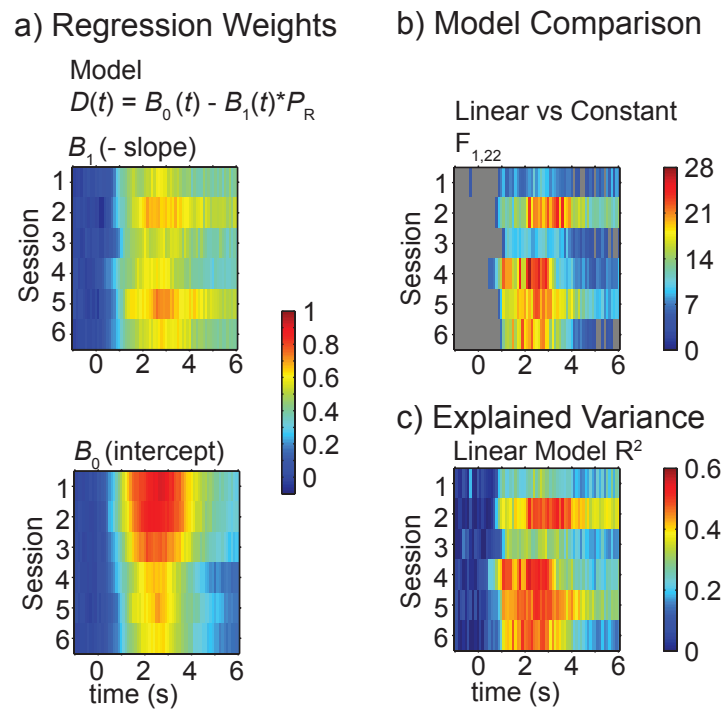 a) Regression Weights
Model
D(t) = B₀(t) - B₁(t)*P_R
B₁ (- slope)
Session
1
2
3
4
5
6
0 2 4 6
1
0.8
0.6
0.4
0.2
0
B₀ (intercept)
Session
1
2
3
4
5
6
0 2 4 6
time (s)
b) Model Comparison
Linear vs Constant
F₁,₂₂
Session
1
2
3
4
5
6
0 2 4 6
28
21
14
7
0
c) Explained Variance
Linear Model R²
Session
1
2
3
4
5
6
0 2 4 6
time (s)
0.6
0.4
0.2
0